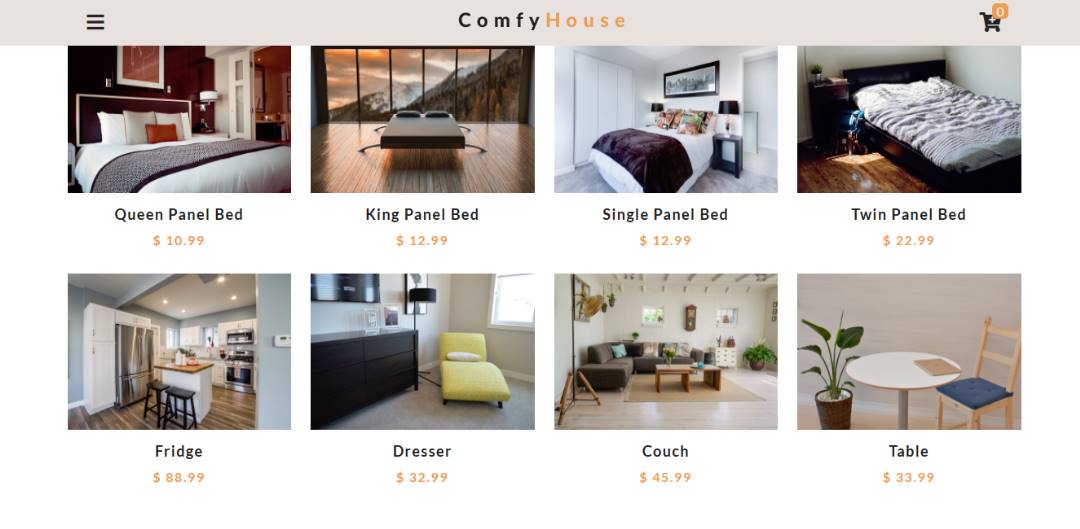 ComfyHouse
0
Queen Panel Bed
King Panel Bed
Single Panel Bed
Twin Panel Bed
$ 10.99
$ 12.99
$ 12.99
$ 22.99
Fridge
Dresser
Couch
Table
$ 88.99
$ 32.99
$ 45.99
$ 33.99